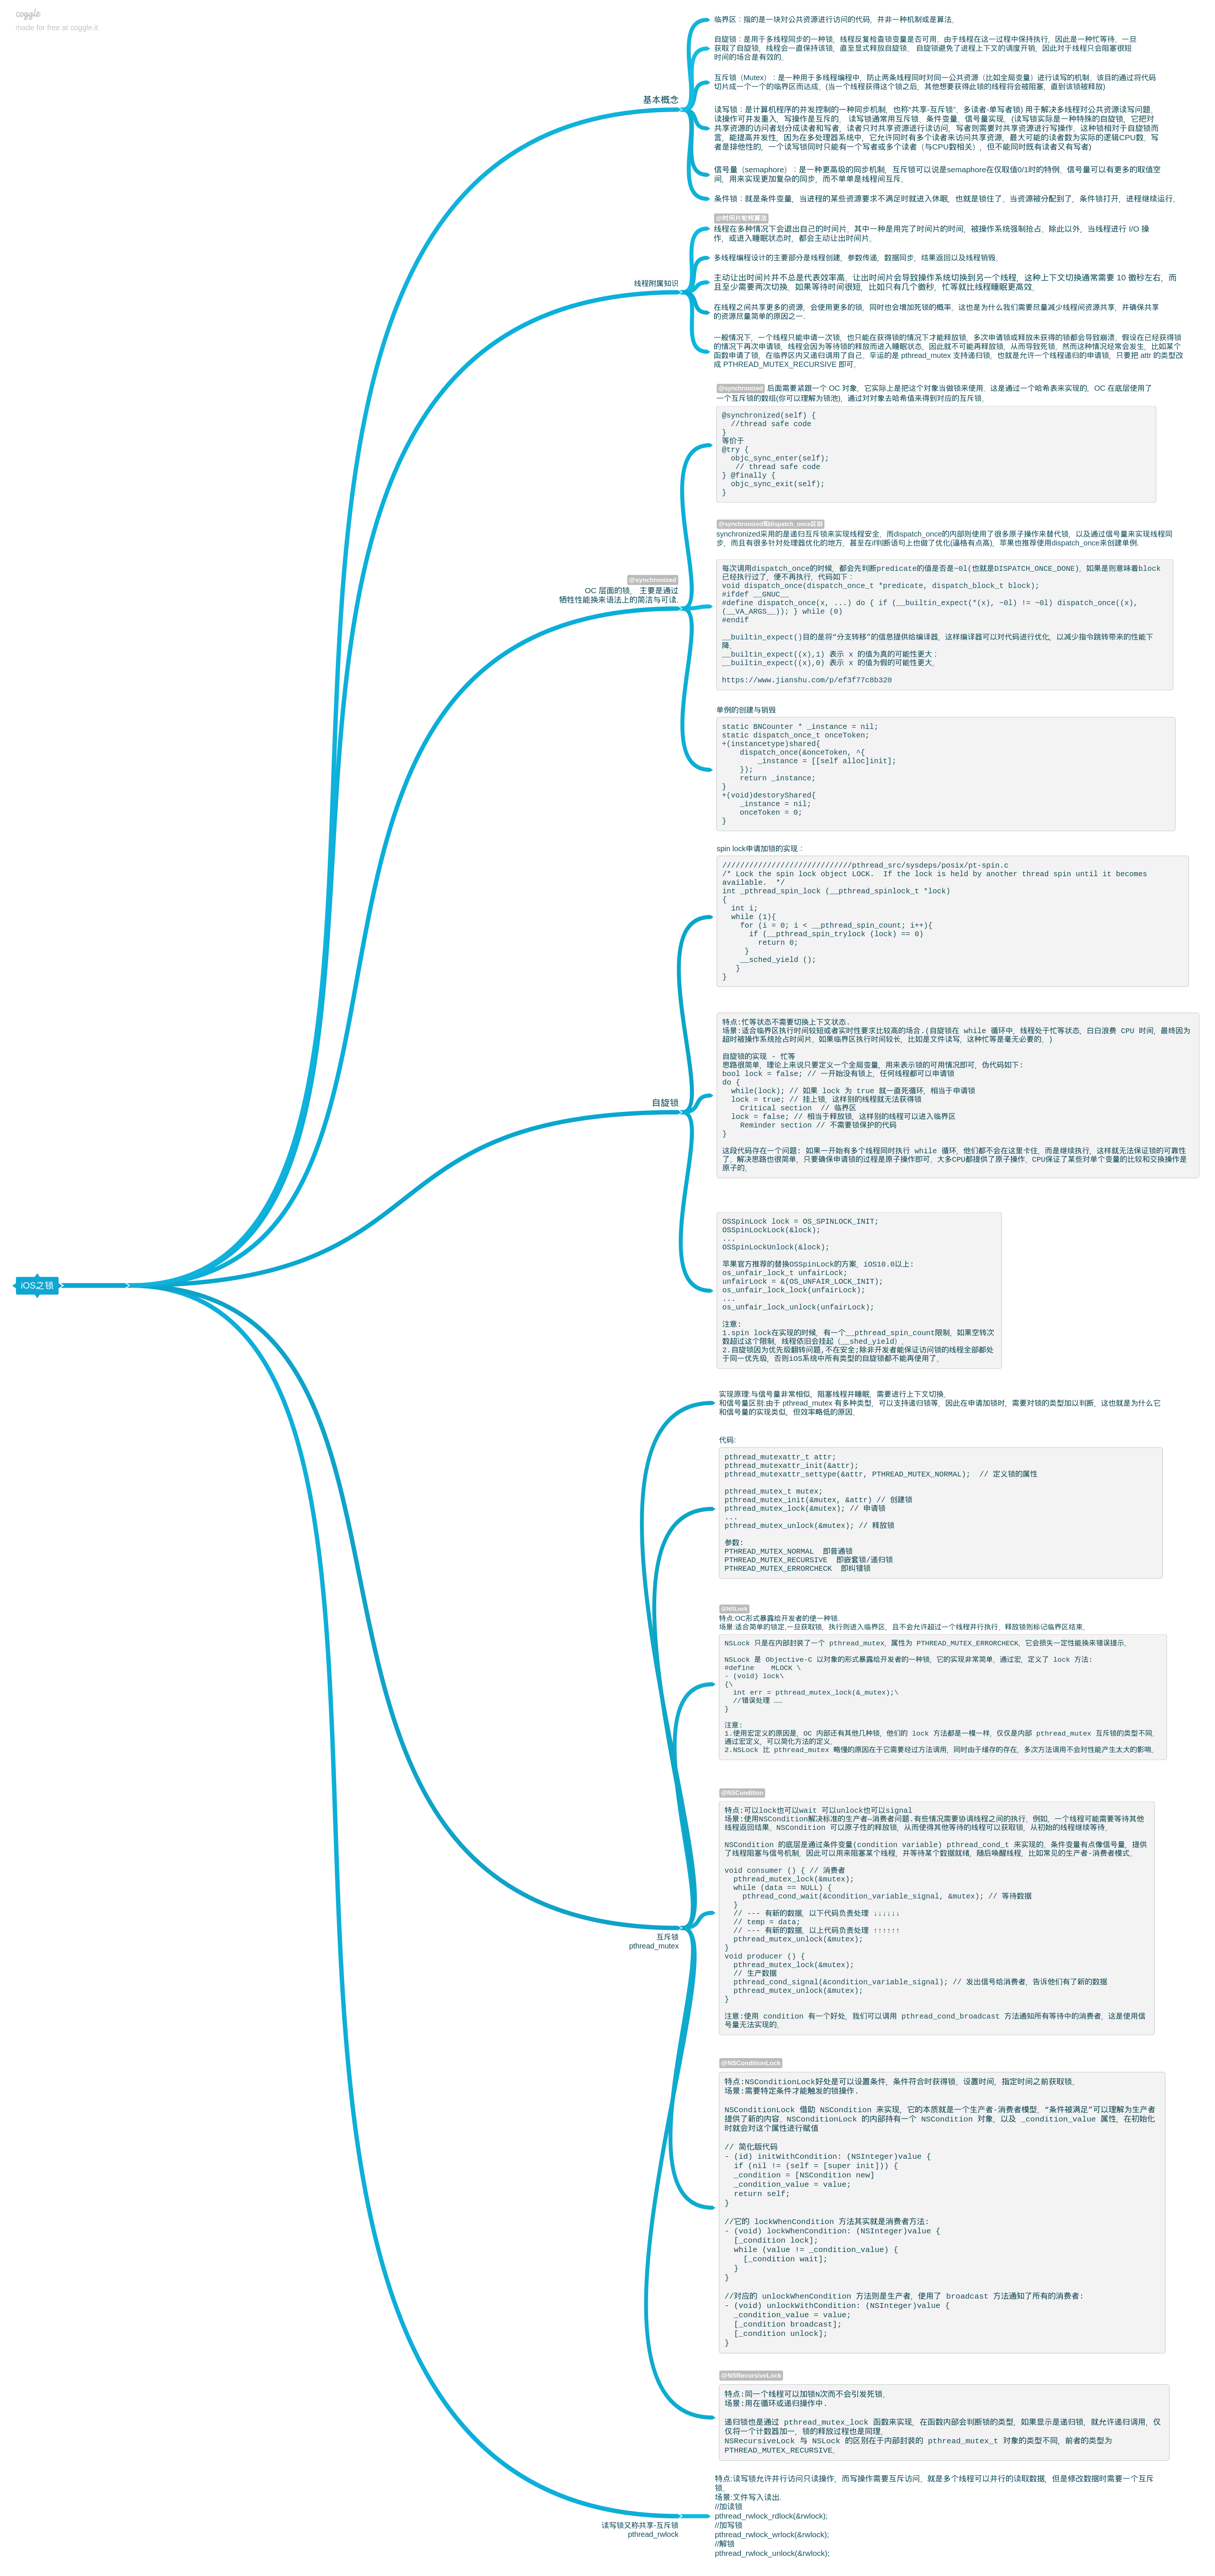 coggle
made for free at coggle.it
iOS之锁
基本概念
临界区：指的是一块对公共资源进行访问的代码，并非一种机制或是算法。
自旋锁：是用于多线程同步的一种锁，线程反复检查锁变量是否可用。由于线程在这一过程中保持执行，因此是一种忙等待。一旦
获取了自旋锁，线程会一直保持该锁，直至显式释放自旋锁。 自旋锁避免了进程上下文的调度开销，因此对于线程只会阻塞很短
时间的场合是有效的。
互斥锁（Mutex）：是一种用于多线程编程中，防止两条线程同时对同一公共资源（比如全局变量）进行读写的机制。该目的通过将代码
切片成一个一个的临界区而达成。(当一个线程获得这个锁之后，其他想要获得此锁的线程将会被阻塞，直到该锁被释放)
读写锁：是计算机程序的并发控制的一种同步机制，也称“共享-互斥锁”、多读者-单写者锁) 用于解决多线程对公共资源读写问题。
读操作可并发重入，写操作是互斥的。 读写锁通常用互斥锁、条件变量、信号量实现。(读写锁实际是一种特殊的自旋锁，它把对
共享资源的访问者划分成读者和写者，读者只对共享资源进行读访问，写者则需要对共享资源进行写操作。这种锁相对于自旋锁而
言，能提高并发性，因为在多处理器系统中，它允许同时有多个读者来访问共享资源，最大可能的读者数为实际的逻辑CPU数。写
者是排他性的，一个读写锁同时只能有一个写者或多个读者（与CPU数相关），但不能同时既有读者又有写者)
信号量（semaphore）：是一种更高级的同步机制，互斥锁可以说是semaphore在仅取值0/1时的特例。信号量可以有更多的取值空
间，用来实现更加复杂的同步，而不单单是线程间互斥。
条件锁：就是条件变量，当进程的某些资源要求不满足时就进入休眠，也就是锁住了。当资源被分配到了，条件锁打开，进程继续运行。
线程附属知识
@时间片轮转算法
线程在多种情况下会退出自己的时间片。其中一种是用完了时间片的时间，被操作系统强制抢占。除此以外，当线程进行 I/O 操
作，或进入睡眠状态时，都会主动让出时间片。
多线程编程设计的主要部分是线程创建，参数传递，数据同步，结果返回以及线程销毁。
主动让出时间片并不总是代表效率高。让出时间片会导致操作系统切换到另一个线程，这种上下文切换通常需要 10 微秒左右，而
且至少需要两次切换。如果等待时间很短，比如只有几个微秒，忙等就比线程睡眠更高效。
在线程之间共享更多的资源，会使用更多的锁，同时也会增加死锁的概率。这也是为什么我们需要尽量减少线程间资源共享，并确保共享
的资源尽量简单的原因之一.
一般情况下，一个线程只能申请一次锁，也只能在获得锁的情况下才能释放锁，多次申请锁或释放未获得的锁都会导致崩溃。假设在已经获得锁
的情况下再次申请锁，线程会因为等待锁的释放而进入睡眠状态，因此就不可能再释放锁，从而导致死锁。然而这种情况经常会发生，比如某个
函数申请了锁，在临界区内又递归调用了自己。辛运的是 pthread_mutex 支持递归锁，也就是允许一个线程递归的申请锁，只要把 attr 的类型改
成 PTHREAD_MUTEX_RECURSIVE 即可。
@synchronized
OC 层面的锁， 主要是通过
牺牲性能换来语法上的简洁与可读.
@synchronized 后面需要紧跟一个 OC 对象，它实际上是把这个对象当做锁来使用。这是通过一个哈希表来实现的，OC 在底层使用了
一个互斥锁的数组(你可以理解为锁池)，通过对对象去哈希值来得到对应的互斥锁。
@synchronized(self) {
//thread safe code
}
等价于
@try {
objc_sync_enter(self);
// thread safe code
} @finally {
objc_sync_exit(self);
}
@synchronized和dispatch_once区别
synchronized采用的是递归互斥锁来实现线程安全，而dispatch_once的内部则使用了很多原子操作来替代锁，以及通过信号量来实现线程同
步，而且有很多针对处理器优化的地方，甚至在if判断语句上也做了优化(逼格有点高)，苹果也推荐使用dispatch_once来创建单例.
每次调用dispatch_once的时候，都会先判断predicate的值是否是~0l(也就是DISPATCH_ONCE_DONE)。如果是则意味着block
已经执行过了，便不再执行，代码如下：
void dispatch_once(dispatch_once_t *predicate, dispatch_block_t block);
#ifdef __GNUC__
#define dispatch_once(x, ...) do { if (__builtin_expect(*(x), ~0l) != ~0l) dispatch_once((x),
(__VA_ARGS__)); } while (0)
#endif
__builtin_expect()目的是将“分支转移”的信息提供给编译器，这样编译器可以对代码进行优化，以减少指令跳转带来的性能下
降。
__builtin_expect((x),1) 表示 x 的值为真的可能性更大；
__builtin_expect((x),0) 表示 x 的值为假的可能性更大。
https://www.jianshu.com/p/ef3f77c8b320
单例的创建与销毁
static BNCounter * _instance = nil;
static dispatch_once_t onceToken;
+(instancetype)shared{
dispatch_once(&onceToken, ^{
_instance = [[self alloc]init];
});
return _instance;
}
+(void)destoryShared{
_instance = nil;
onceToken = 0;
}
自旋锁
spin lock申请加锁的实现：
/////////////////////////////pthread_src/sysdeps/posix/pt-spin.c
/* Lock the spin lock object LOCK.  If the lock is held by another thread spin until it becomes
available.  */
int _pthread_spin_lock (__pthread_spinlock_t *lock)
{
int i;
while (1){
for (i = 0; i < __pthread_spin_count; i++){
if (__pthread_spin_trylock (lock) == 0)
return 0;
}
__sched_yield ();
}
}
特点:忙等状态不需要切换上下文状态.
场景:适合临界区执行时间较短或者实时性要求比较高的场合.(自旋锁在 while 循环中，线程处于忙等状态，白白浪费 CPU 时间，最终因为
超时被操作系统抢占时间片。如果临界区执行时间较长，比如是文件读写，这种忙等是毫无必要的。)
自旋锁的实现 - 忙等
思路很简单，理论上来说只要定义一个全局变量，用来表示锁的可用情况即可，伪代码如下:
bool lock = false; // 一开始没有锁上，任何线程都可以申请锁
do {
while(lock); // 如果 lock 为 true 就一直死循环，相当于申请锁
lock = true; // 挂上锁，这样别的线程就无法获得锁
Critical section  // 临界区
lock = false; // 相当于释放锁，这样别的线程可以进入临界区
Reminder section // 不需要锁保护的代码
}
这段代码存在一个问题: 如果一开始有多个线程同时执行 while 循环，他们都不会在这里卡住，而是继续执行，这样就无法保证锁的可靠性
了。解决思路也很简单，只要确保申请锁的过程是原子操作即可。大多CPU都提供了原子操作。CPU保证了某些对单个变量的比较和交换操作是
原子的。
OSSpinLock lock = OS_SPINLOCK_INIT;
OSSpinLockLock(&lock);
...
OSSpinLockUnlock(&lock);
苹果官方推荐的替换OSSpinLock的方案，iOS10.0以上:
os_unfair_lock_t unfairLock;
unfairLock = &(OS_UNFAIR_LOCK_INIT);
os_unfair_lock_lock(unfairLock);
...
os_unfair_lock_unlock(unfairLock);
注意:
1.spin lock在实现的时候，有一个__pthread_spin_count限制，如果空转次
数超过这个限制，线程依旧会挂起（__shed_yield）。
2.自旋锁因为优先级翻转问题,不在安全;除非开发者能保证访问锁的线程全部都处
于同一优先级，否则iOS系统中所有类型的自旋锁都不能再使用了。
互斥锁
pthread_mutex
实现原理:与信号量非常相似，阻塞线程并睡眠，需要进行上下文切换。
和信号量区别:由于 pthread_mutex 有多种类型，可以支持递归锁等，因此在申请加锁时，需要对锁的类型加以判断，这也就是为什么它
和信号量的实现类似，但效率略低的原因。
代码:
pthread_mutexattr_t attr;
pthread_mutexattr_init(&attr);
pthread_mutexattr_settype(&attr, PTHREAD_MUTEX_NORMAL);  // 定义锁的属性
pthread_mutex_t mutex;
pthread_mutex_init(&mutex, &attr) // 创建锁
pthread_mutex_lock(&mutex); // 申请锁
...
pthread_mutex_unlock(&mutex); // 释放锁
参数:
PTHREAD_MUTEX_NORMAL  即普通锁
PTHREAD_MUTEX_RECURSIVE  即嵌套锁/递归锁
PTHREAD_MUTEX_ERRORCHECK  即纠错锁
@NSLock
特点:OC形式暴露给开发者的使一种锁.
场景:适合简单的锁定.一旦获取锁，执行则进入临界区，且不会允许超过一个线程并行执行。释放锁则标记临界区结束。
NSLock 只是在内部封装了一个 pthread_mutex，属性为 PTHREAD_MUTEX_ERRORCHECK，它会损失一定性能换来错误提示。
NSLock 是 Objective-C 以对象的形式暴露给开发者的一种锁，它的实现非常简单，通过宏，定义了 lock 方法:
#define    MLOCK \
- (void) lock\
{\
int err = pthread_mutex_lock(&_mutex);\
//错误处理 ……
}
注意:
1.使用宏定义的原因是，OC 内部还有其他几种锁，他们的 lock 方法都是一模一样，仅仅是内部 pthread_mutex 互斥锁的类型不同。
通过宏定义，可以简化方法的定义。
2.NSLock 比 pthread_mutex 略慢的原因在于它需要经过方法调用，同时由于缓存的存在，多次方法调用不会对性能产生太大的影响。
@NSCondition
特点:可以lock也可以wait 可以unlock也可以signal
场景:使用NSCondition解决标准的生产者—消费者问题.有些情况需要协调线程之间的执行。例如，一个线程可能需要等待其他
线程返回结果。NSCondition 可以原子性的释放锁，从而使得其他等待的线程可以获取锁，从初始的线程继续等待。
NSCondition 的底层是通过条件变量(condition variable) pthread_cond_t 来实现的。条件变量有点像信号量，提供
了线程阻塞与信号机制，因此可以用来阻塞某个线程，并等待某个数据就绪，随后唤醒线程，比如常见的生产者-消费者模式。
void consumer () { // 消费者
pthread_mutex_lock(&mutex);
while (data == NULL) {
pthread_cond_wait(&condition_variable_signal, &mutex); // 等待数据
}
// --- 有新的数据，以下代码负责处理 ↓↓↓↓↓↓
// temp = data;
// --- 有新的数据，以上代码负责处理 ↑↑↑↑↑↑
pthread_mutex_unlock(&mutex);
}
void producer () {
pthread_mutex_lock(&mutex);
// 生产数据
pthread_cond_signal(&condition_variable_signal); // 发出信号给消费者，告诉他们有了新的数据
pthread_mutex_unlock(&mutex);
}
注意:使用 condition 有一个好处，我们可以调用 pthread_cond_broadcast 方法通知所有等待中的消费者，这是使用信
号量无法实现的。
@NSConditionLock
特点:NSConditionLock好处是可以设置条件，条件符合时获得锁。设置时间，指定时间之前获取锁。
场景:需要特定条件才能触发的锁操作.
NSConditionLock 借助 NSCondition 来实现，它的本质就是一个生产者-消费者模型。“条件被满足”可以理解为生产者
提供了新的内容。NSConditionLock 的内部持有一个 NSCondition 对象，以及 _condition_value 属性，在初始化
时就会对这个属性进行赋值
// 简化版代码
- (id) initWithCondition: (NSInteger)value {
if (nil != (self = [super init])) {
_condition = [NSCondition new]
_condition_value = value;
return self;
}
//它的 lockWhenCondition 方法其实就是消费者方法:
- (void) lockWhenCondition: (NSInteger)value {
[_condition lock];
while (value != _condition_value) {
[_condition wait];
}
}
//对应的 unlockWhenCondition 方法则是生产者，使用了 broadcast 方法通知了所有的消费者:
- (void) unlockWithCondition: (NSInteger)value {
_condition_value = value;
[_condition broadcast];
[_condition unlock];
}
@NSRecursiveLock
特点:同一个线程可以加锁N次而不会引发死锁。
场景:用在循环或递归操作中.
递归锁也是通过 pthread_mutex_lock 函数来实现，在函数内部会判断锁的类型，如果显示是递归锁，就允许递归调用，仅
仅将一个计数器加一，锁的释放过程也是同理。
NSRecursiveLock 与 NSLock 的区别在于内部封装的 pthread_mutex_t 对象的类型不同，前者的类型为
PTHREAD_MUTEX_RECURSIVE。
读写锁又称共享-互斥锁
pthread_rwlock
特点:读写锁允许并行访问只读操作，而写操作需要互斥访问。就是多个线程可以并行的读取数据，但是修改数据时需要一个互斥
锁。
场景:文件写入读出.
//加读锁
pthread_rwlock_rdlock(&rwlock);
//加写锁
pthread_rwlock_wrlock(&rwlock);
//解锁
pthread_rwlock_unlock(&rwlock);